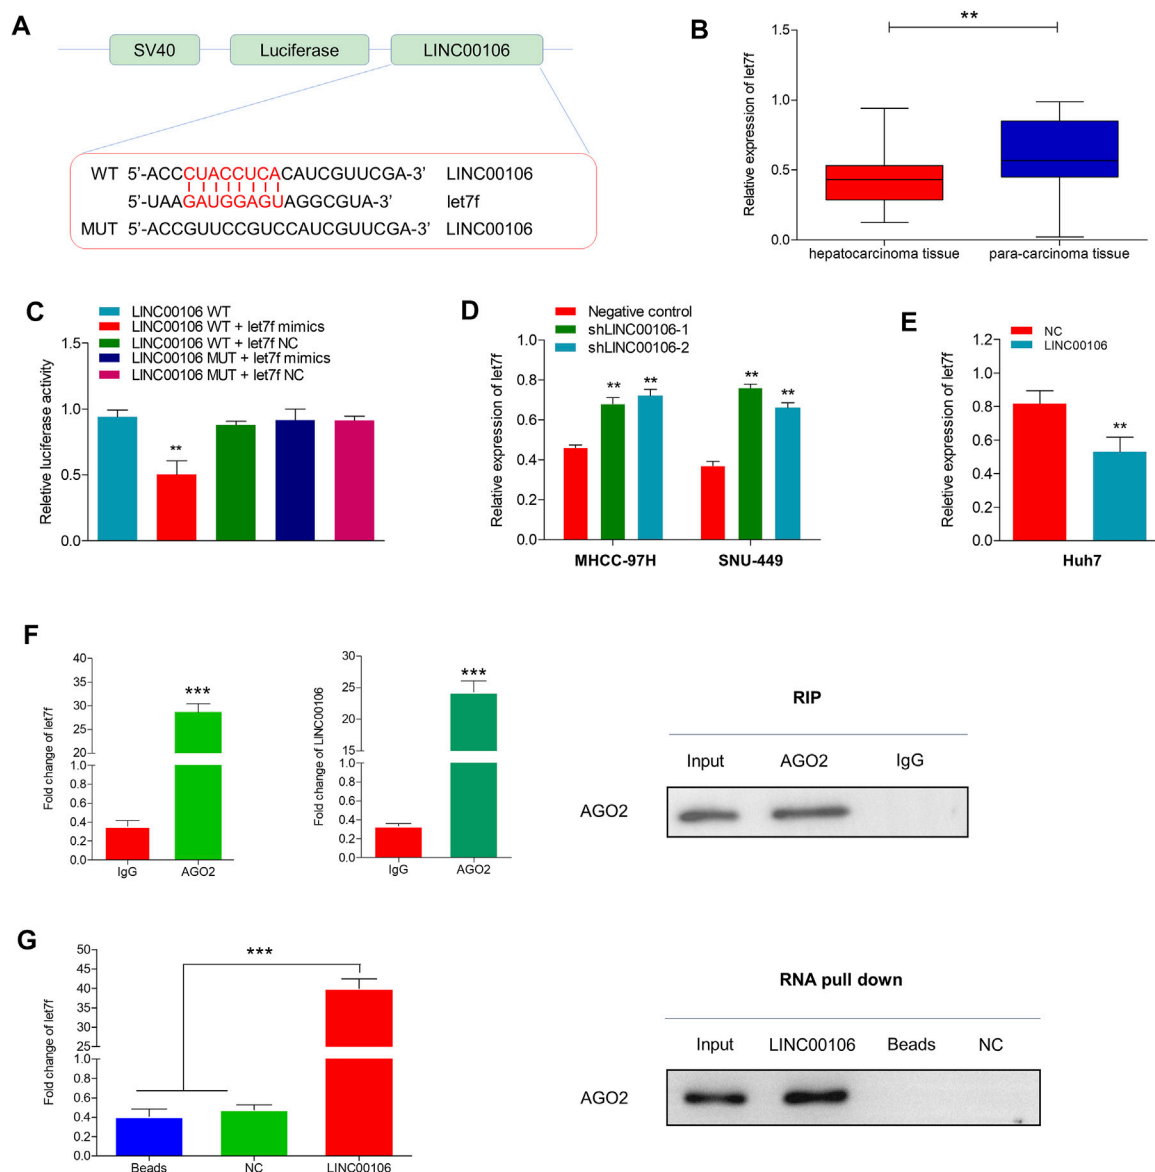 A
SV40 Luciferase LINC00106
WT 5'-ACCCUACCUCACAUCGUUCGA-3' LINC00106
5'-UAAGAUGGAGUAGGCGUA-3' let7f
MUT 5'-ACCGUUCCGUCCAUCGUUCGA-3' LINC00106
B
**
Relative expression of let7f
1.5
1.0
0.5
0.0
hepatocarcinoma tissue para-carcinoma tissue
C
LINC00106 WT
LINC00106 WT + let7f mimics
LINC00106 WT + let7f NC
LINC00106 MUT + let7f mimics
LINC00106 MUT + let7f NC
Reletive luciferase activity
1.5
1.0
0.5
0.0
**
D
Negative control
shLINC00106-1
shLINC00106-2
Relative expression of let7f
1.0
0.8
0.6
0.4
0.2
0.0
** ** ** **
MHCC-97H SNU-449
E
NC
LINC00106
Reletive expression of let7f
1.2
1.0
0.8
0.6
0.4
0.2
0.0
**
Huh7
F
Fold change of let7f
40
35
30
25
20
1.0
0.8
0.6
0.4
0.2
0.0
***
IgG AGO2
Fold change of LINC00106
30
25
20
15
1.0
0.8
0.6
0.4
0.2
0.0
***
IgG AGO2
RIP
Input AGO2 IgG
AGO2
G
Fold change of let7f
50
45
40
35
30
25
1.0
0.8
0.6
0.4
0.2
0.0
***
Beads NC LINC00106
RNA pull down
Input LINC00106 Beads NC
AGO2